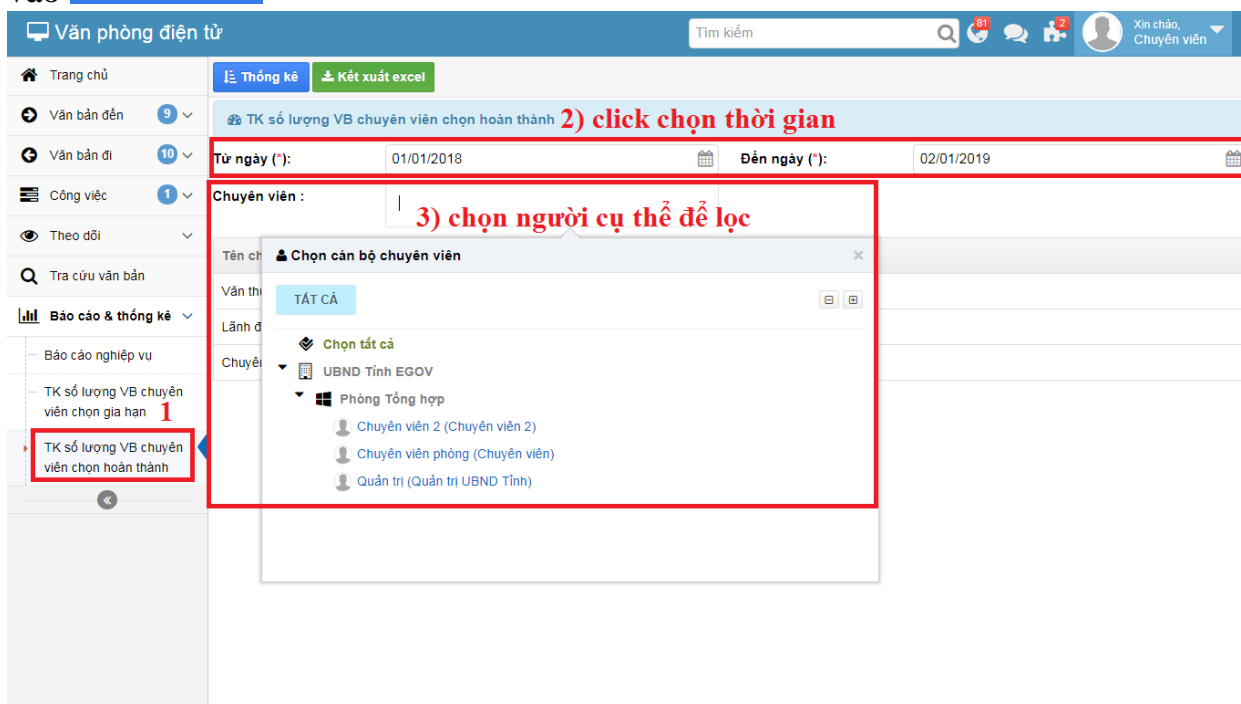 Văn phòng điện tử
Tìm kiếm
81
2
Xin chào,
Chuyên viên
Trang chủ
Văn bản đến 9
Văn bản đi 10
Công việc 1
Theo dõi
Tra cứu văn bản
Báo cáo & thống kê
Báo cáo nghiệp vụ
TK số lượng VB chuyên
viên chọn gia hạn
1
TK số lượng VB chuyên
viên chọn hoàn thành
Thống kê
Kết xuất excel
TK số lượng VB chuyên viên chọn hoàn thành
2) click chọn thời gian
Từ ngày (*): 01/01/2018 Đến ngày (*): 02/01/2019
Chuyên viên :
3) chọn người cụ thể để lọc
Tên ch
Văn th
Lãnh đ
Chuyê
Chọn cán bộ chuyên viên
TẤT CẢ
Chọn tất cả
UBND Tỉnh EGOV
Phòng Tổng hợp
Chuyên viên 2 (Chuyên viên 2)
Chuyên viên phòng (Chuyên viên)
Quản trị (Quản trị UBND Tỉnh)